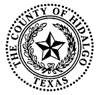 THE COUNTY OF HIDALGO
TEXAS